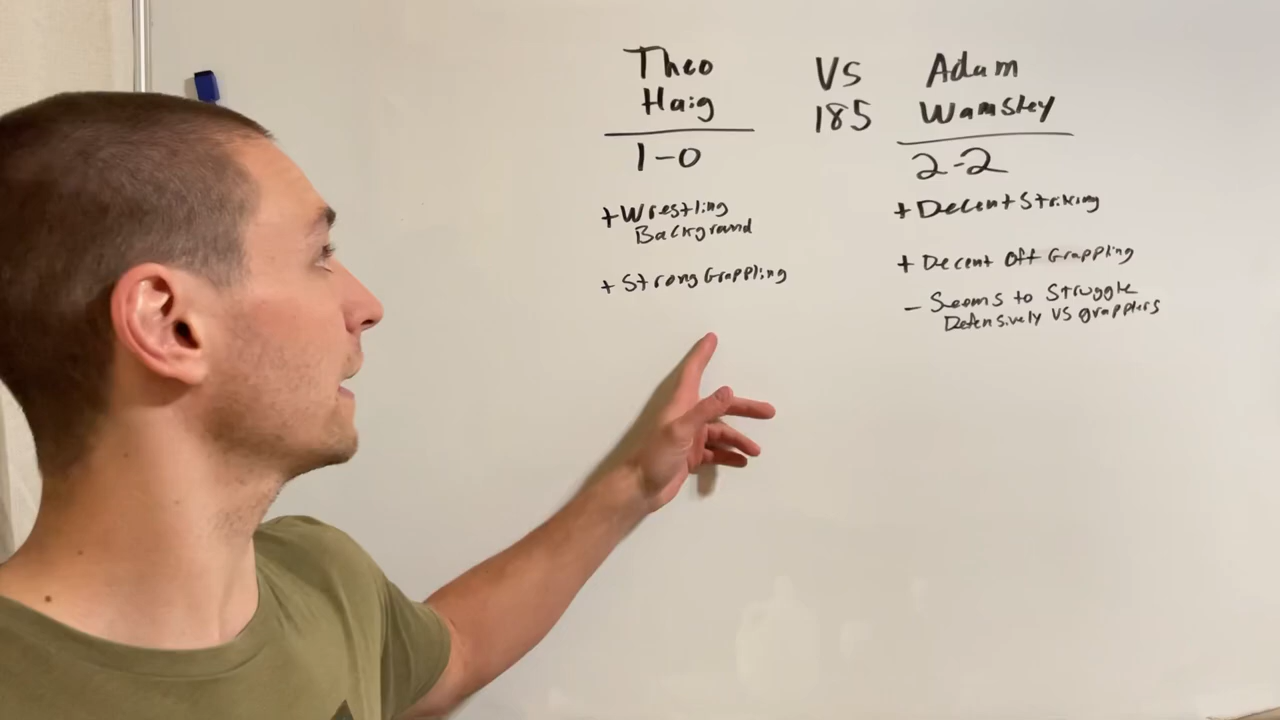 Theo
Haig
1-0
+ Wrestling
Background
+ Strong Grappling
VS
185
Adam
Wamsley
2-2
+ Decent Striking
+ Decent Off Grappling
- Seems to Struggle
Defensively VS grapplers